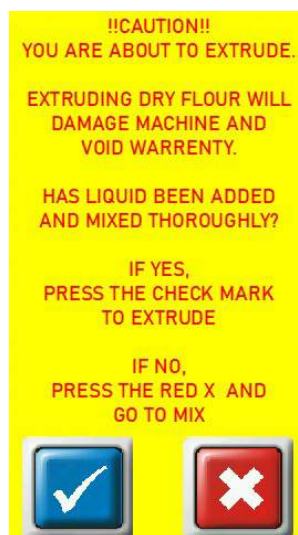 !!CAUTION!!
YOU ARE ABOUT TO EXTRUDE.
EXTRUDING DRY FLOUR WILL
DAMAGE MACHINE AND
VOID WARRENTY.
HAS LIQUID BEEN ADDED
AND MIXED THOROUGHLY?
IF YES,
PRESS THE CHECK MARK
TO EXTRUDE
IF NO,
PRESS THE RED X AND
GO TO MIX